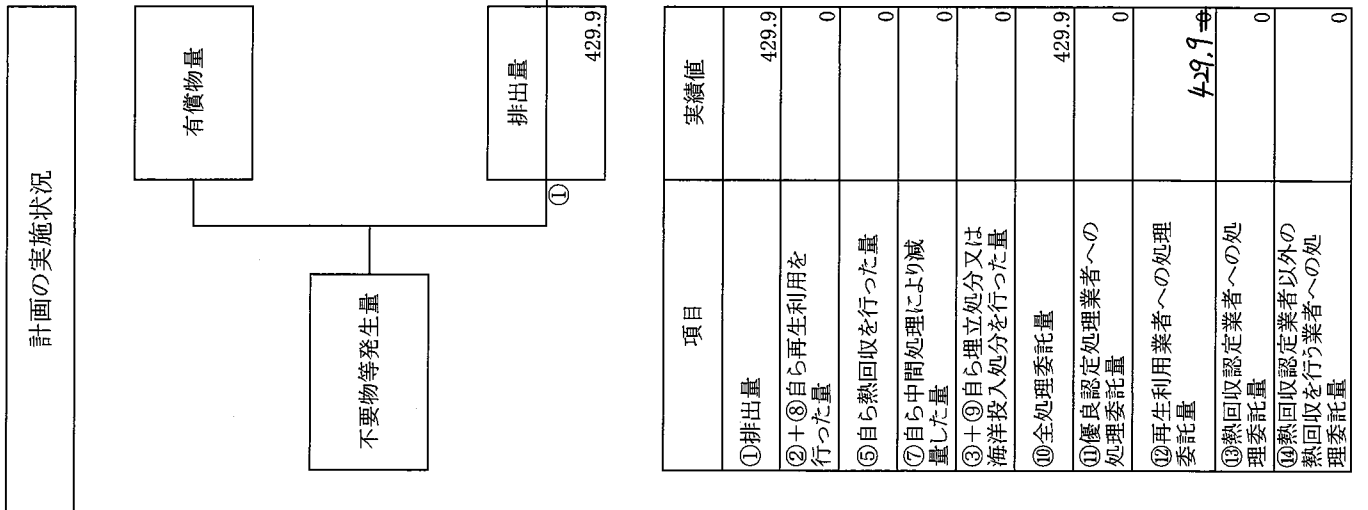 計画の実施状況
有償物量
不要物等発生量
排出量
①
429.9
項目
実績値
①排出量
429.9
②+⑧自ら再生利用を
行った量
0
⑤自ら熱回収を行った量
0
⑦自ら中間処理により減
量した量
0
③+⑨自ら埋立処分又は
海洋投入処分を行った量
0
⑩全処理委託量
429.9
⑪優良認定処理業者への
処理委託量
0
⑫再生利用業者への処理
委託量
429.9 0
⑬熱回収認定業者への処
理委託量
0
⑭熱回収認定業者以外の
熱回収を行う業者への処
理委託量
0